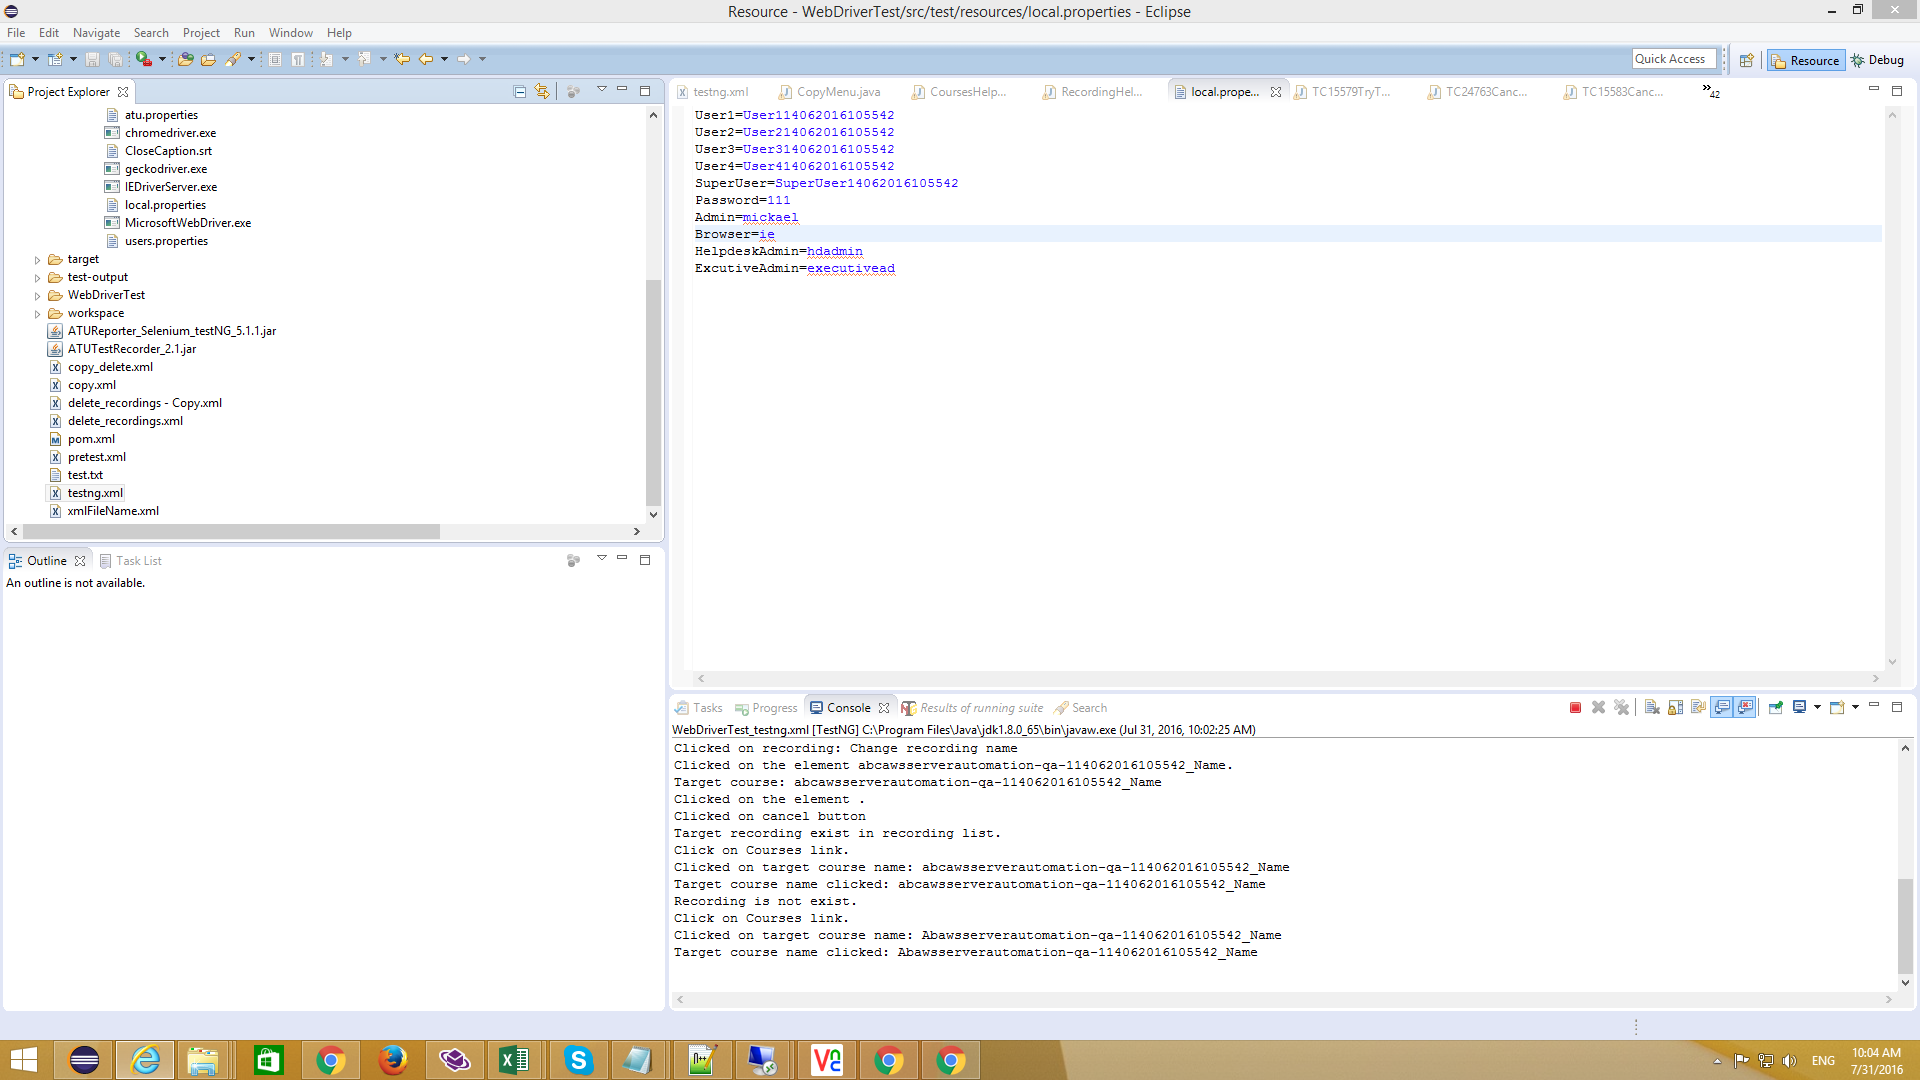 Resource - WebDriverTest/src/test/resources/local.properties - Eclipse
File Edit Navigate Search Project Run Window Help
Quick Access
Resource
Debug
Project Explorer
atu.properties
chromedriver.exe
CloseCaption.srt
geckodriver.exe
IEDriverServer.exe
local.properties
MicrosoftWebDriver.exe
users.properties
target
test-output
WebDriverTest
workspace
ATUReporter_Selenium_testNG_5.1.1.jar
ATUTestRecorder_2.1.jar
copy_delete.xml
copy.xml
delete_recordings - Copy.xml
delete_recordings.xml
pom.xml
pretest.xml
test.txt
testng.xml
xmlFileName.xml
Outline Task List
An outline is not available.
testng.xml CopyMenu.java CoursesHelp... RecordingHel... local.prope... TC15579TryT... TC24763Canc... TC15583Canc... 42
User1=User114062016105542
User2=User214062016105542
User3=User314062016105542
User4=User414062016105542
SuperUser=SuperUser14062016105542
Password=111
Admin=mickael
Browser=ie
HelpdeskAdmin=hdadmin
ExcutiveAdmin=executivead
Tasks Progress Console Results of running suite Search
WebDriverTest_testng.xml [TestNG] C:\Program Files\Java\jdk1.8.0_65\bin\javaw.exe (Jul 31, 2016, 10:02:25 AM)
Clicked on recording: Change recording name
Clicked on the element abcawsserverautomation-qa-114062016105542_Name.
Target course: abcawsserverautomation-qa-114062016105542_Name
Clicked on the element .
Clicked on cancel button
Target recording exist in recording list.
Click on Courses link.
Clicked on target course name: abcawsserverautomation-qa-114062016105542_Name
Target course name clicked: abcawsserverautomation-qa-114062016105542_Name
Recording is not exist.
Click on Courses link.
Clicked on target course name: Abawsserverautomation-qa-114062016105542_Name
Target course name clicked: Abawsserverautomation-qa-114062016105542_Name
ENG
10:04 AM
7/31/2016